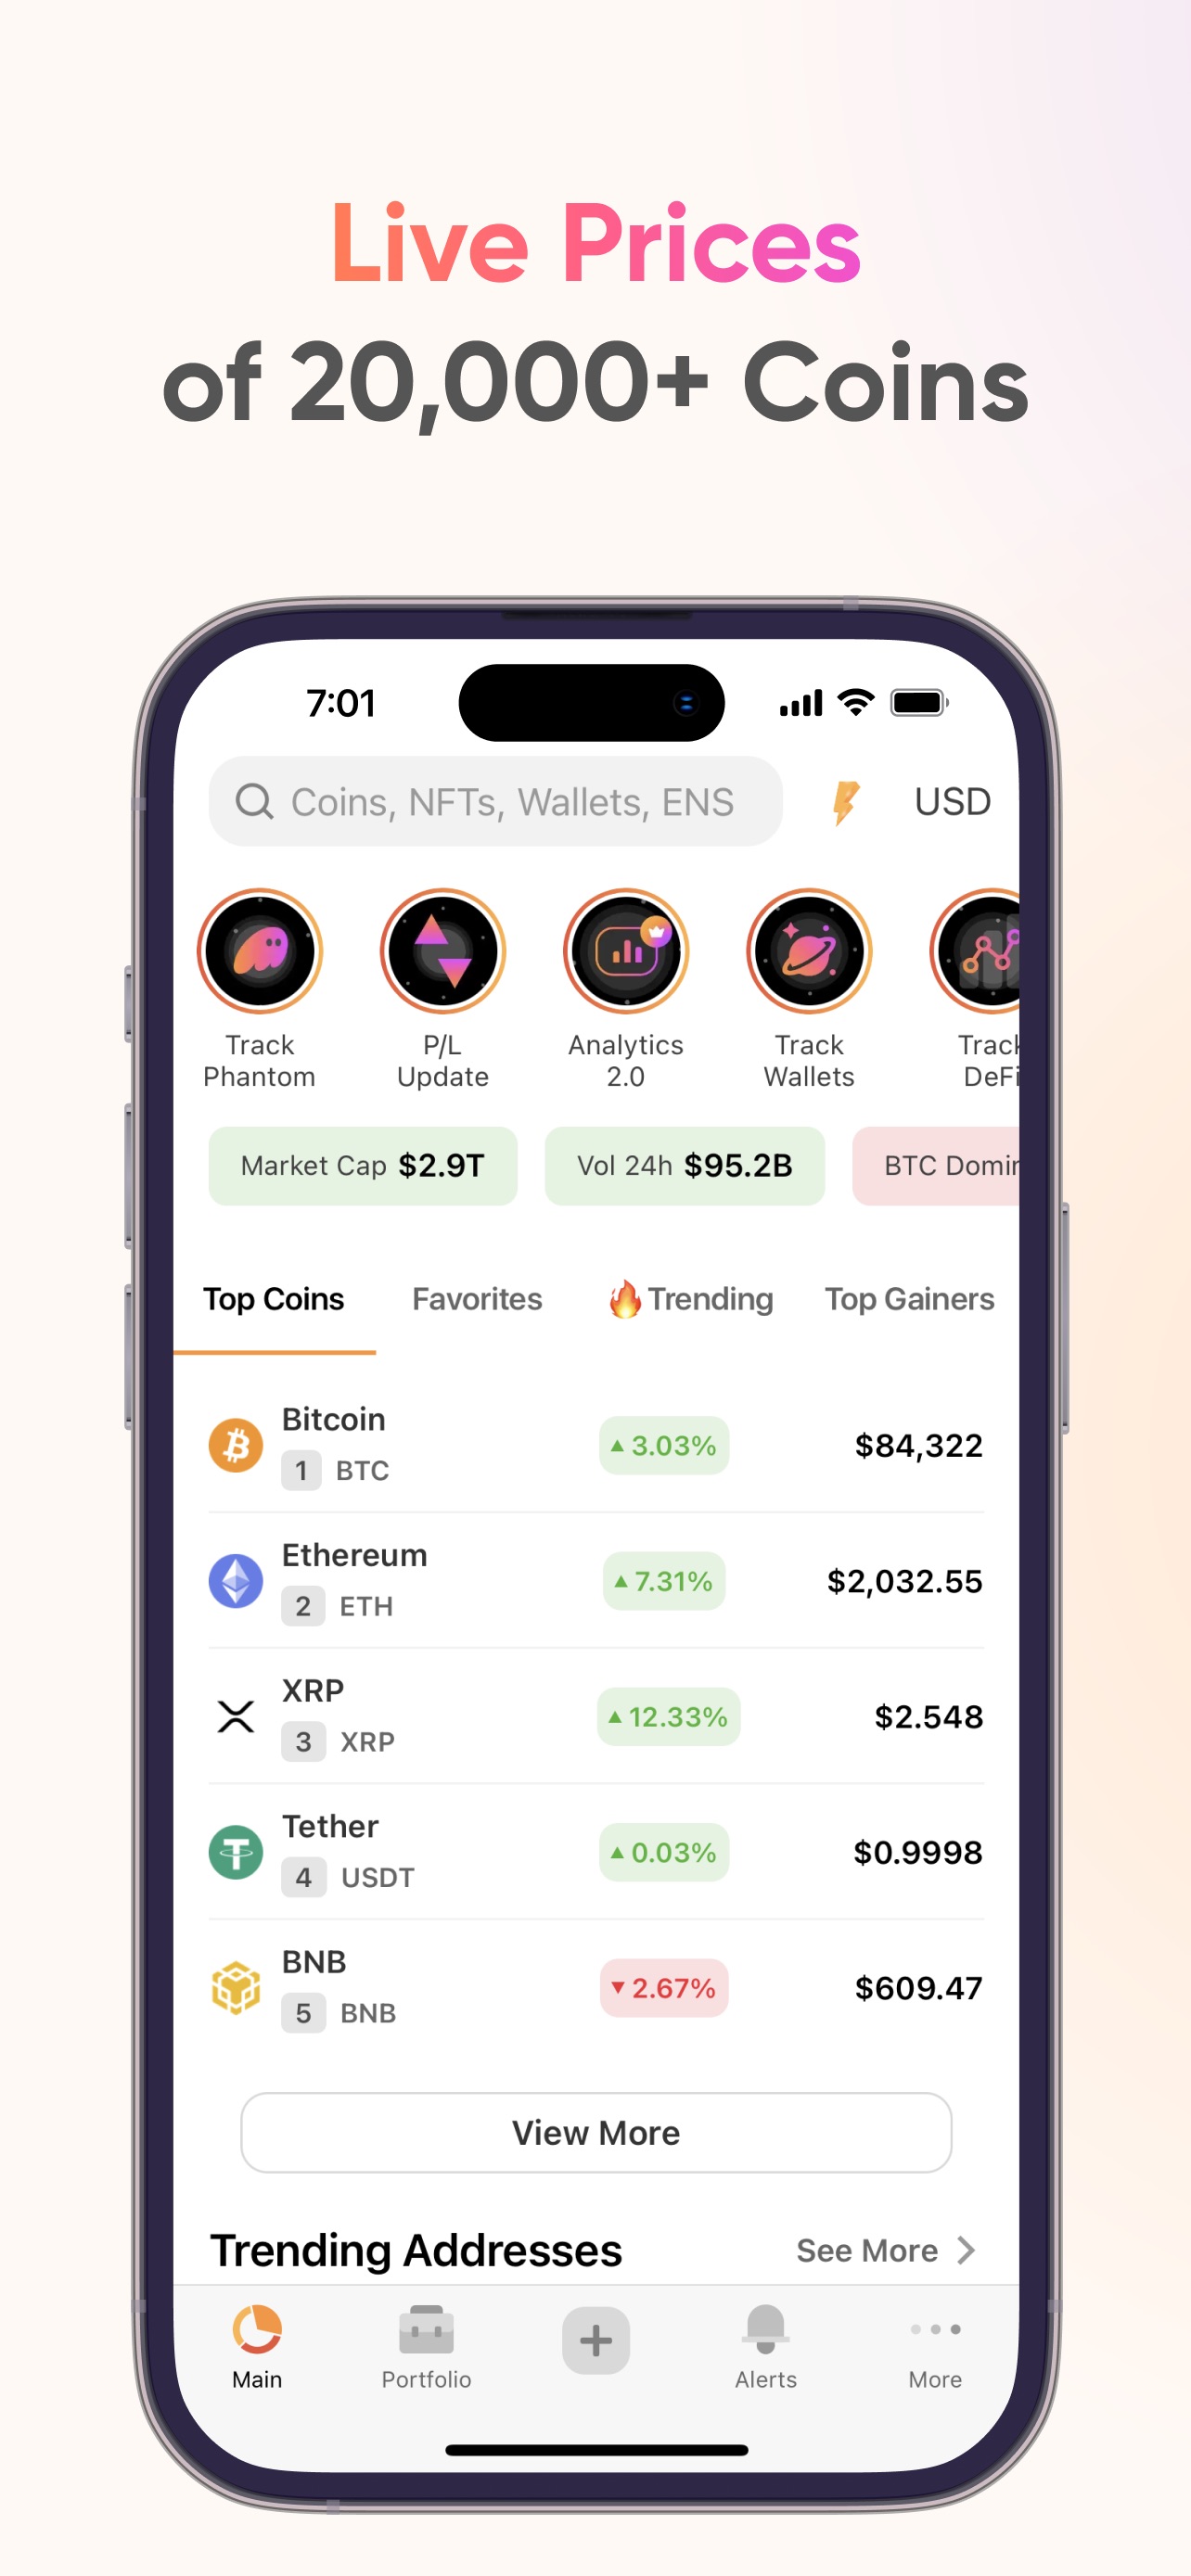 Live Prices
of 20,000+ Coins
7:01
Coins, NFTs, Wallets, ENS
USD
Track
Phantom
P/L
Update
Analytics
2.0
Track
Wallets
Track
DeFi
Market Cap $2.9T
Vol 24h $95.2B
BTC Domin
Top Coins
Favorites
🔥Trending
Top Gainers
Bitcoin
1 BTC
▲ 3.03%
$84,322
Ethereum
2 ETH
▲ 7.31%
$2,032.55
XRP
3 XRP
▲ 12.33%
$2.548
Tether
4 USDT
▲ 0.03%
$0.9998
BNB
5 BNB
▼ 2.67%
$609.47
View More
Trending Addresses
See More
Main
Portfolio
Alerts
More